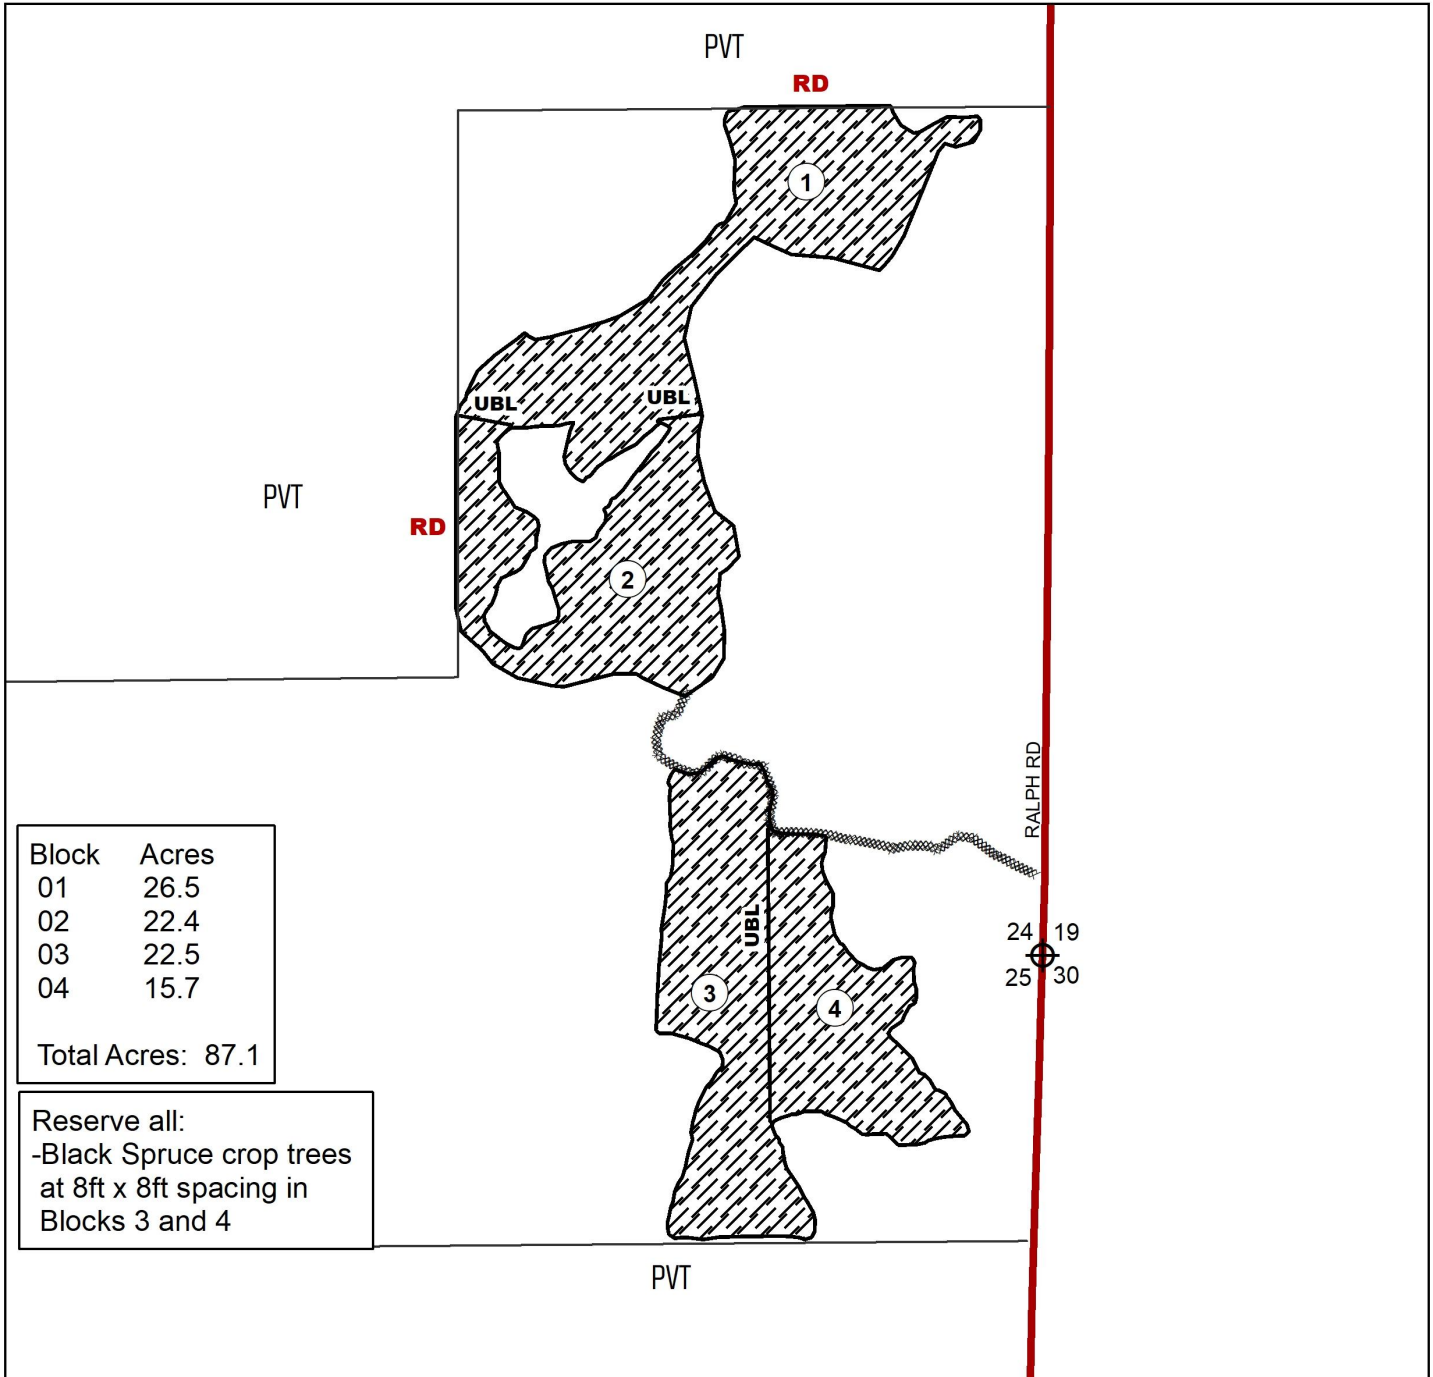 PVT
RD
1
UBL
UBL
PVT
RD
2
RALPH RD
Block Acres
01 26.5
02 22.4
03 22.5
04 15.7
Total Acres: 87.1
UBL
24 19
25 30
3
4
Reserve all:
-Black Spruce crop trees
at 8ft x 8ft spacing in
Blocks 3 and 4
PVT